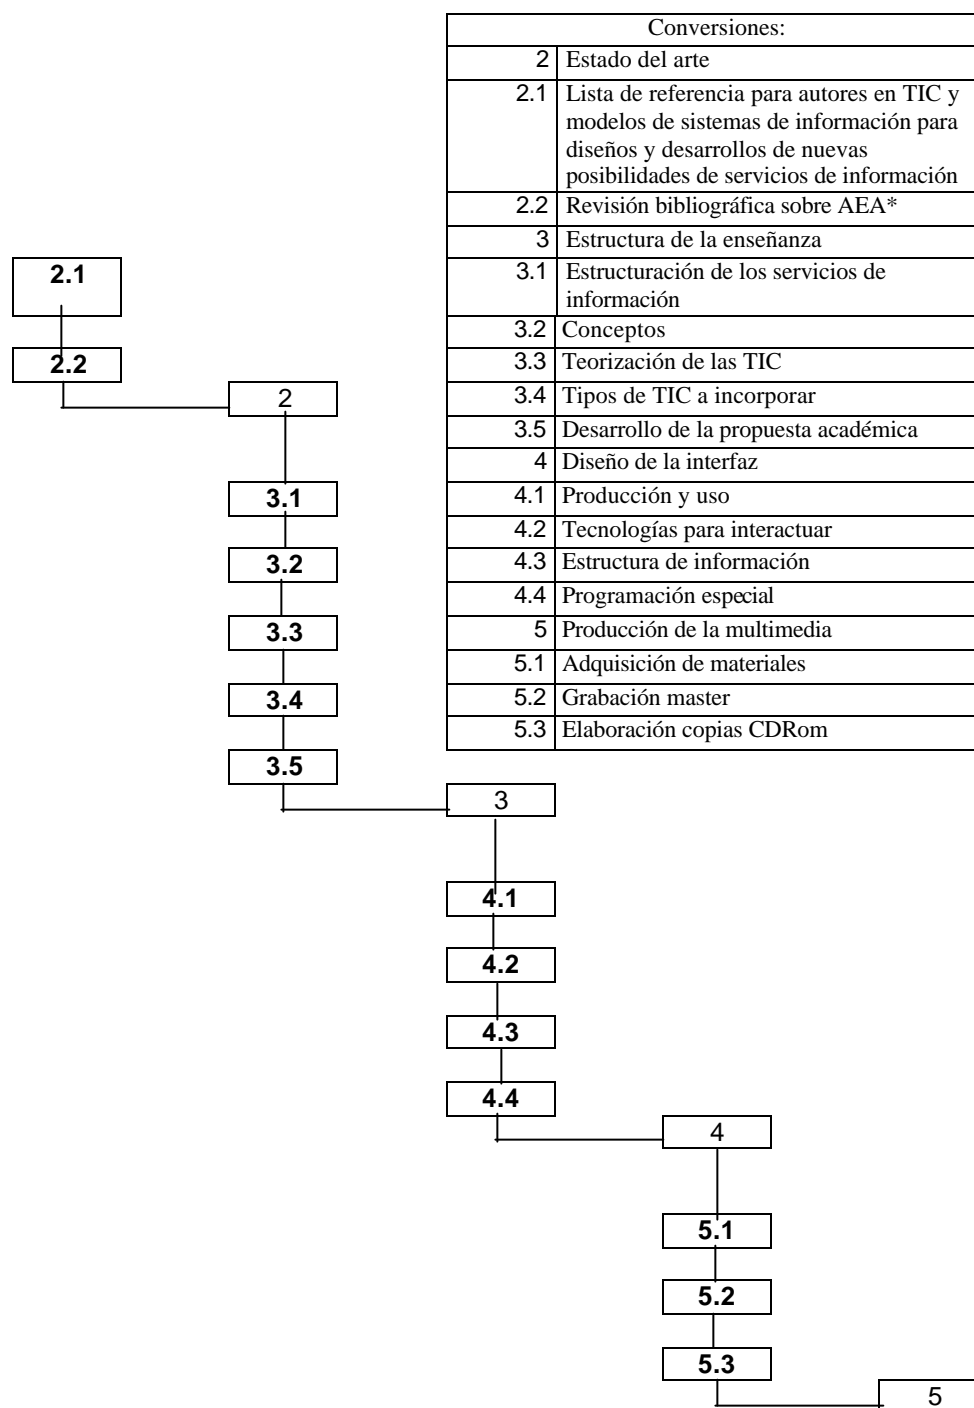 Conversiones:
2 Estado del arte
2.1 Lista de referencia para autores en TIC y
modelos de sistemas de información para
diseños y desarrollos de nuevas
posibilidades de servicios de información
2.2 Revisión bibliográfica sobre AEA*
3 Estructura de la enseñanza
3.1 Estructuración de los servicios de
información
3.2 Conceptos
3.3 Teorización de las TIC
3.4 Tipos de TIC a incorporar
3.5 Desarrollo de la propuesta académica
4 Diseño de la interfaz
4.1 Producción y uso
4.2 Tecnologías para interactuar
4.3 Estructura de información
4.4 Programación especial
5 Producción de la multimedia
5.1 Adquisición de materiales
5.2 Grabación master
5.3 Elaboración copias CDRom
2.1
2.2
2
3.1
3.2
3.3
3.4
3.5
3
4.1
4.2
4.3
4.4
4
5.1
5.2
5.3
5